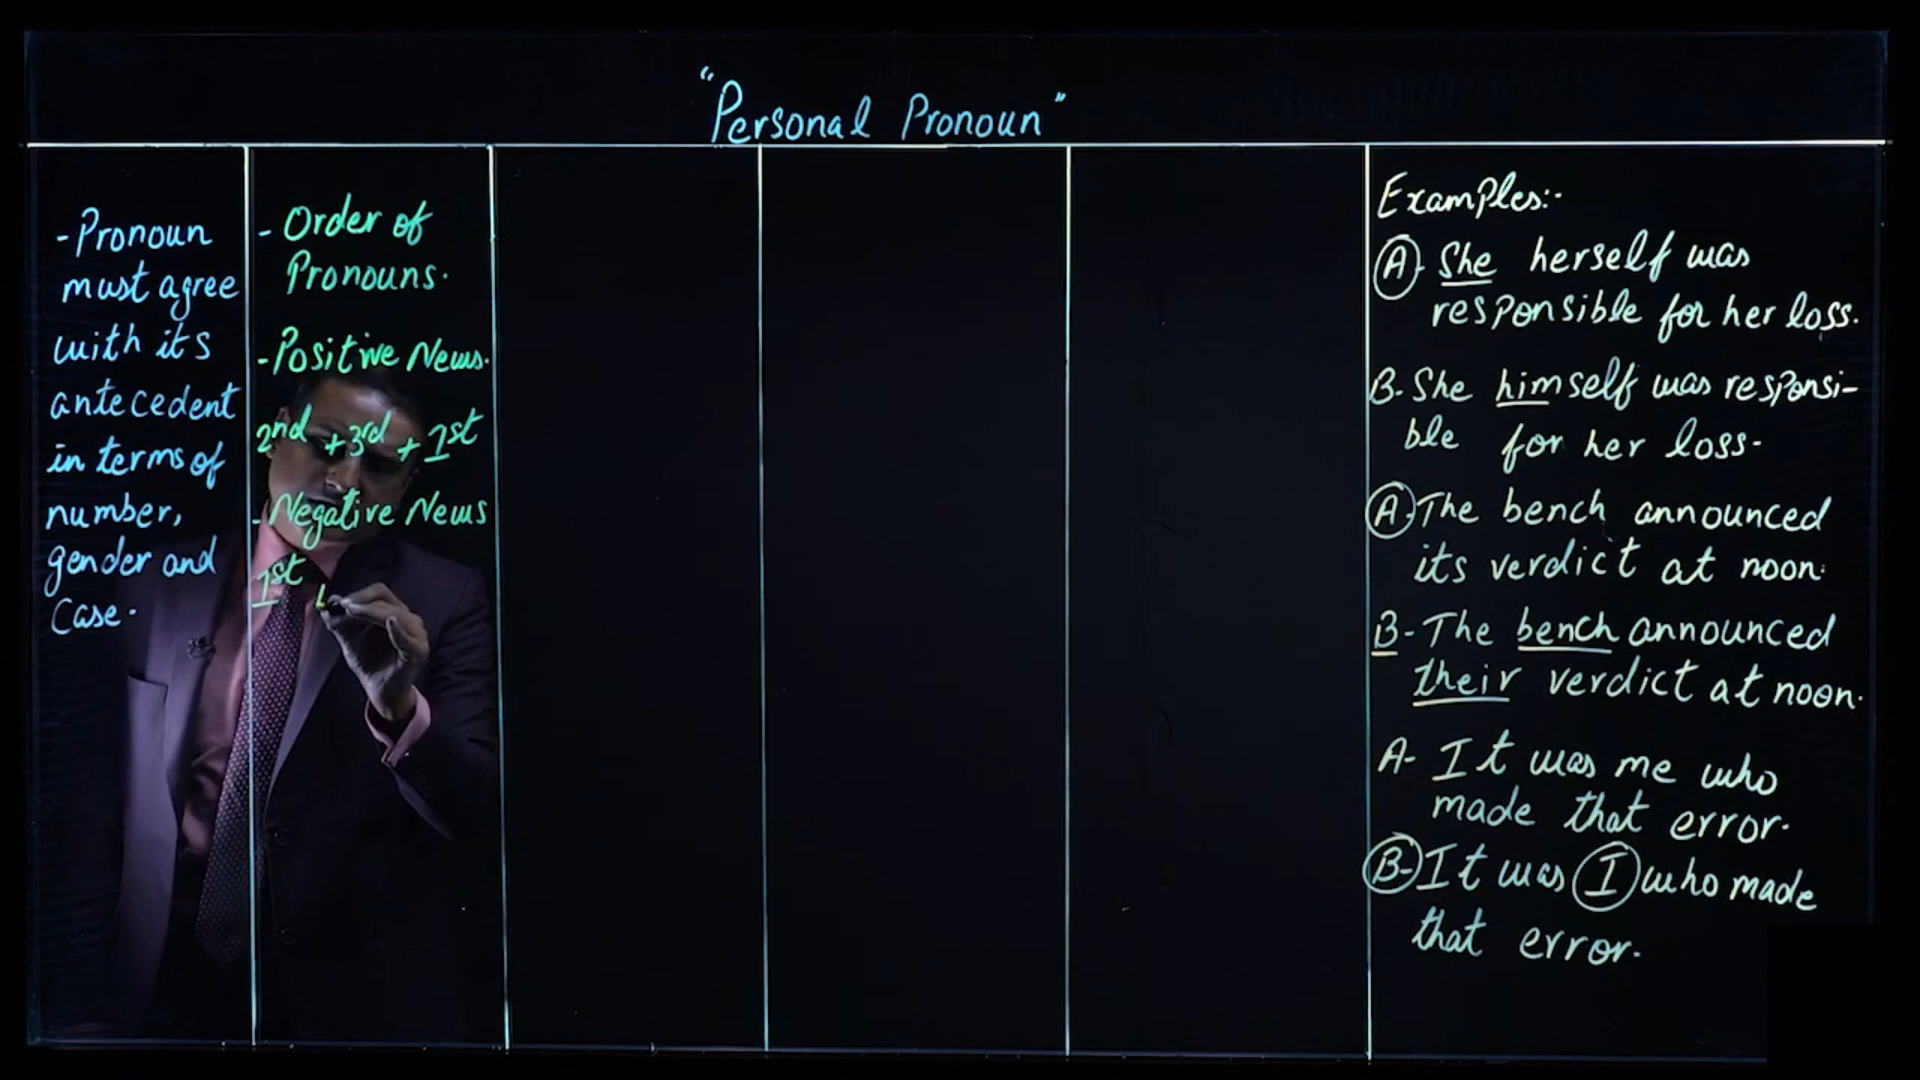 "Personal Pronoun"
- Pronoun
must agree
with its
antecedent
in terms of
number,
gender and
Case.
- Order of
Pronouns.
- Positive News.
2nd + 3rd + 1st
- Negative News
1st
Examples:-
A- She herself was
responsible for her loss.
B- She himself was responsi-
ble for her loss.
A- The bench announced
its verdict at noon.
B- The bench announced
their verdict at noon.
A- It was me who
made that error.
B- It was I who made
that error.